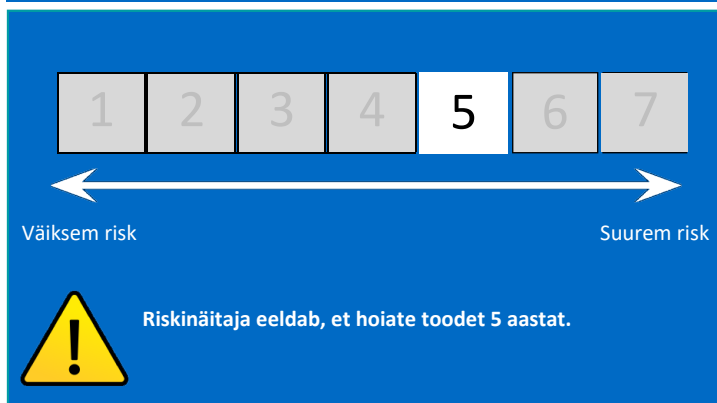 1 2 3 4 5 6 7
Väiksem risk Suurem risk
Riskinäitaja eeldab, et hoiate toodet 5 aastat.